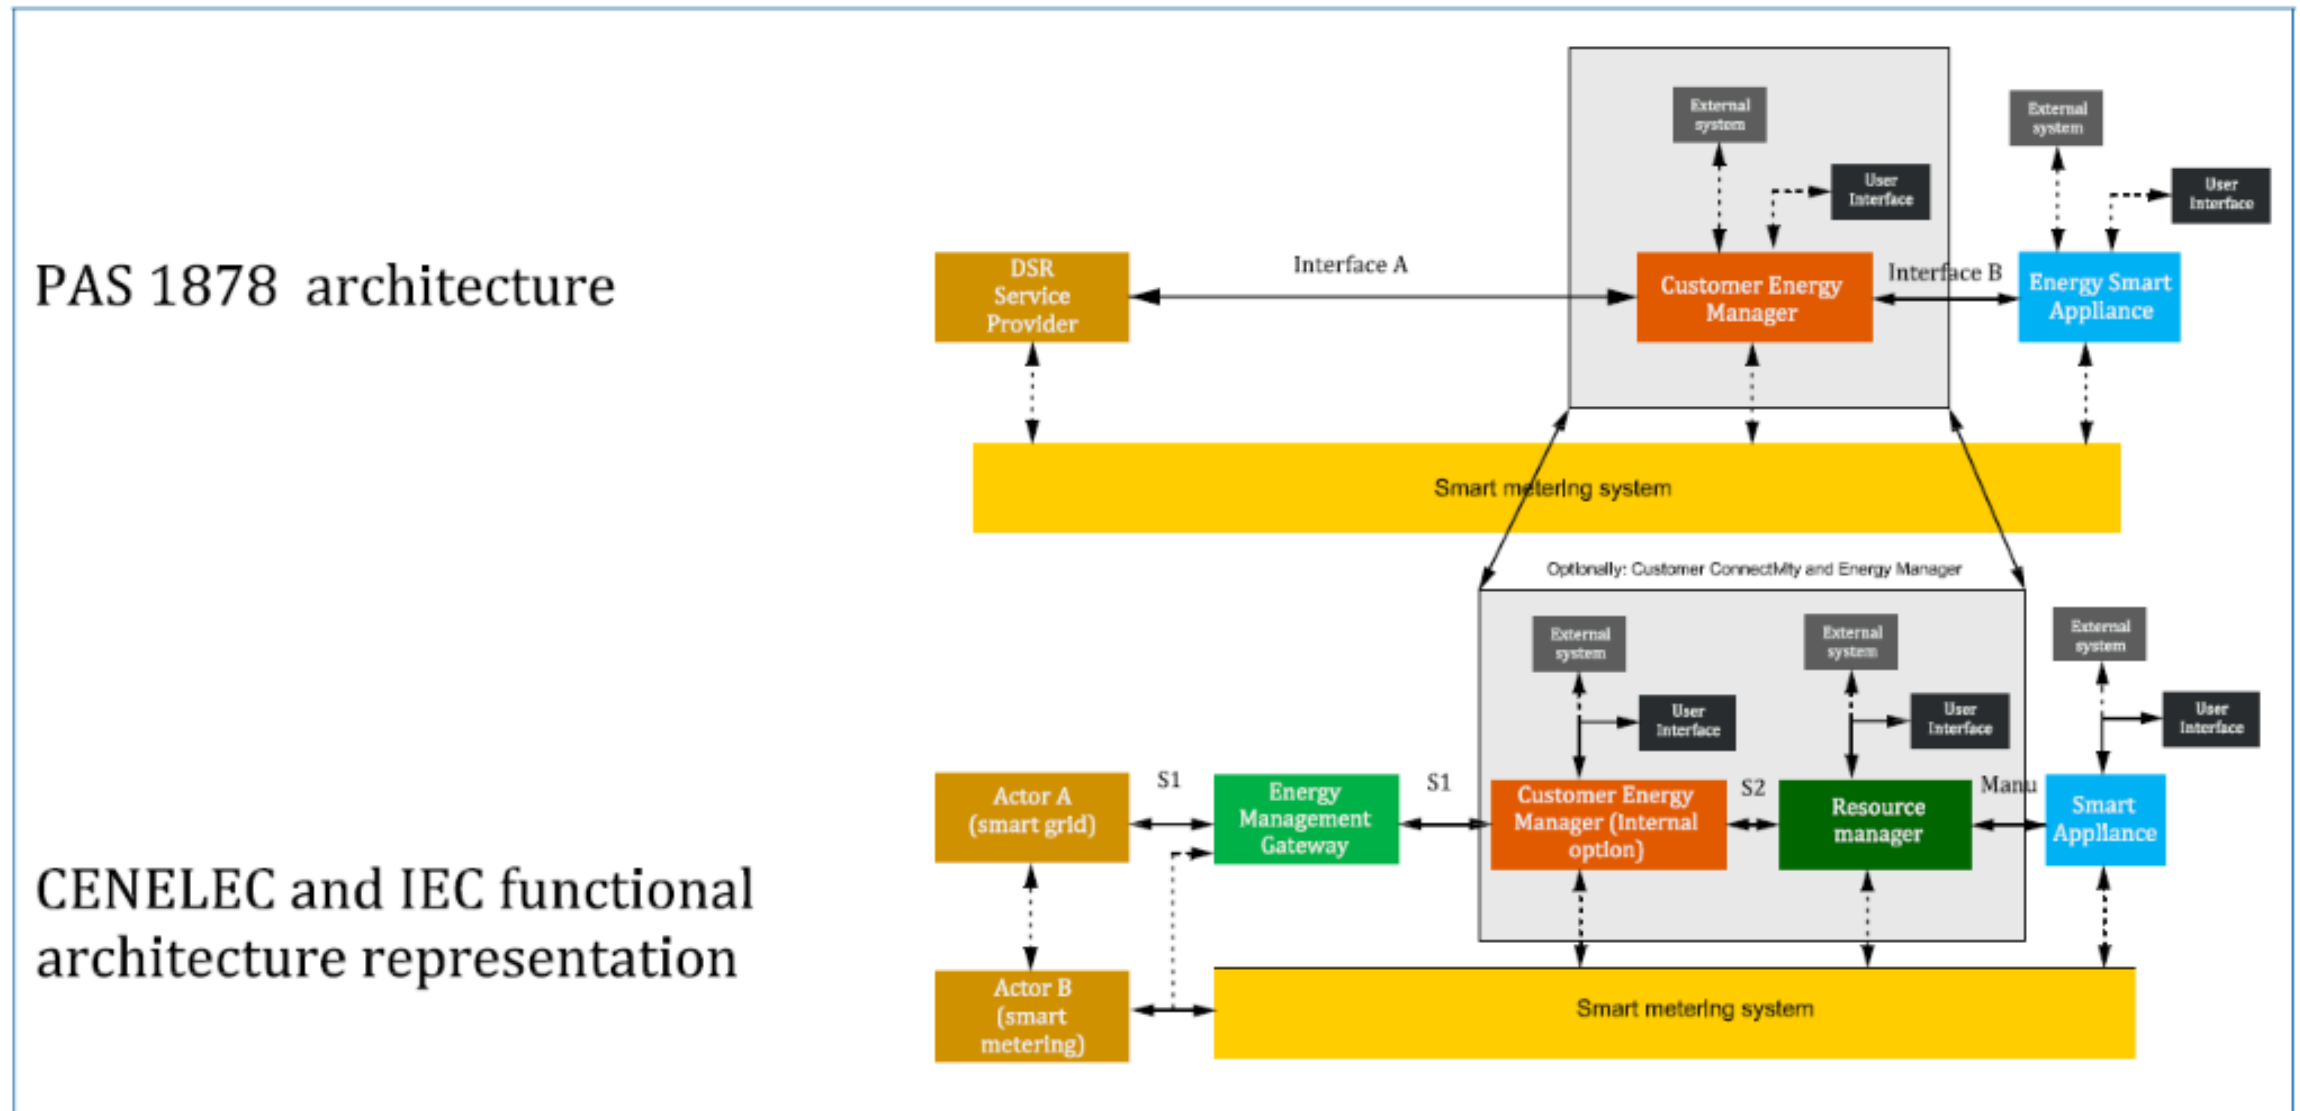 External
system
External
system
User
Interface
User
Interface
PAS 1878 architecture
DSR
Service
Provider
Interface A
Customer Energy
Manager
Interface B
Energy Smart
Appliance
Smart metering system
Optionally: Customer Connectivity and Energy Manager
External
system
External
system
External
system
User
Interface
User
Interface
User
Interface
CENELEC and IEC functional
architecture representation
Actor A
(smart grid)
S1
Energy
Management
Gateway
S1
Customer Energy
Manager (internal
option)
S2
Resource
manager
Manu
Smart
Appliance
Actor B
(smart
metering)
Smart metering system